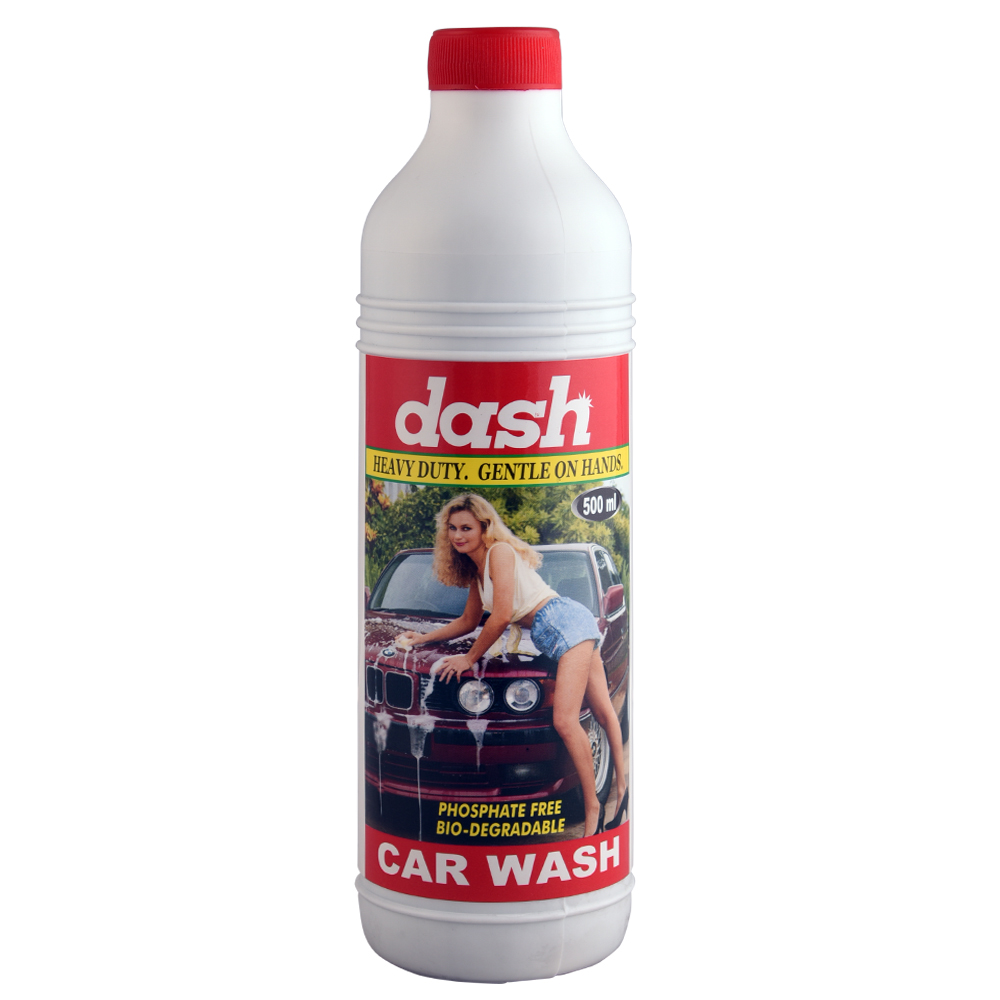 dash
HEAVY DUTY. GENTLE ON HANDS.
500 ml
PHOSPHATE FREE
BIO-DEGRADABLE
CAR WASH